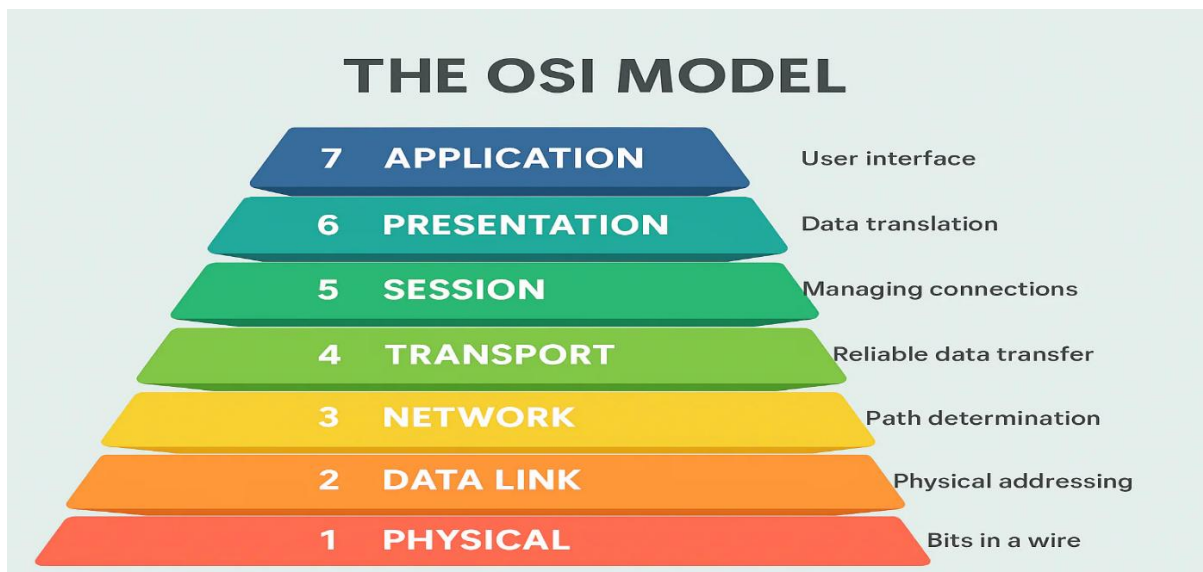 THE OSI MODEL
7 APPLICATION User interface
6 PRESENTATION Data translation
5 SESSION Managing connections
4 TRANSPORT Reliable data transfer
3 NETWORK Path determination
2 DATA LINK Physical addressing
1 PHYSICAL Bits in a wire